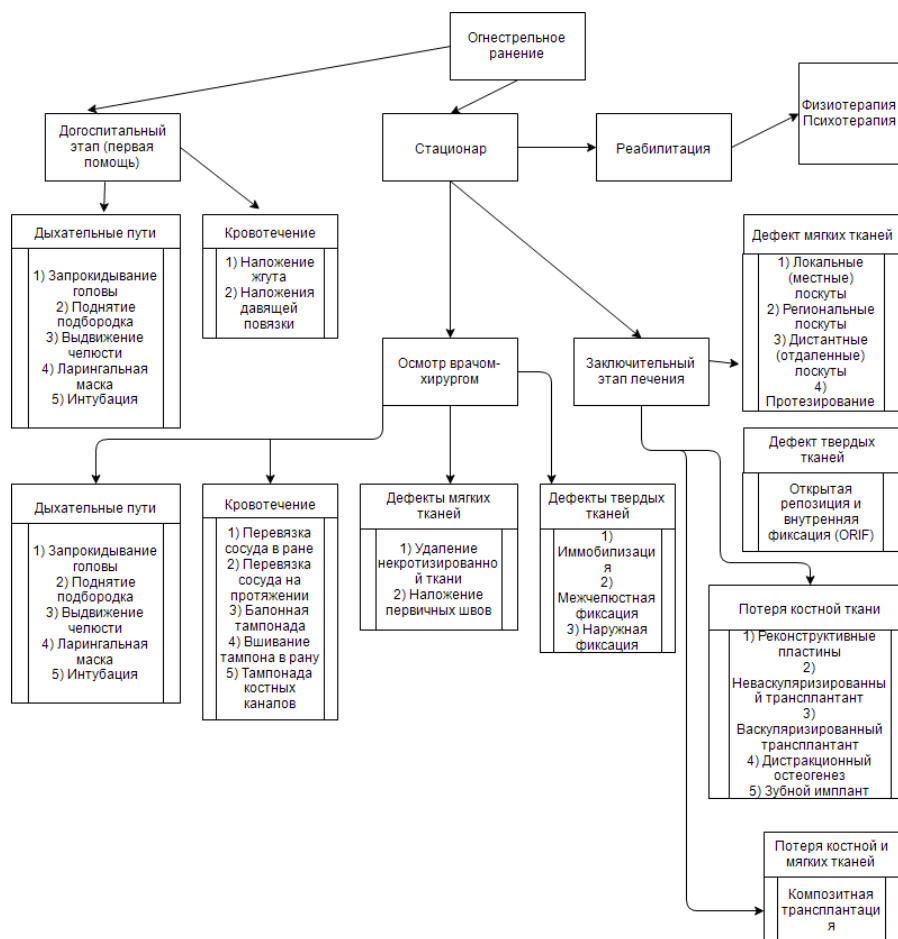 Огнестрельное
ранение
Догоспитальный
этап (первая
помощь)
Стационар
Реабилитация
Физиотерапия
Психотерапия
Дыхательные пути
1) Запрокидывание
головы
2) Поднятие
подбородка
3) Выдвижение
челюсти
4) Ларингальная
маска
5) Интубация
Кровотечение
1) Наложение
жгута
2) Наложения
давящей
повязки
Дефект мягких тканей
1) Локальные
(местные)
лоскуты
2) Региональные
лоскуты
3) Дистантные
(отдаленные)
лоскуты
4)
Протезирование
Осмотр врачом-
хирургом
Заключительный
этап лечения
Дефект твердых
тканей
Открытая
репозиция и
внутренняя
фиксация (ORIF)
Дыхательные пути
1) Запрокидывание
головы
2) Поднятие
подбородка
3) Выдвижение
челюсти
4) Ларингальная
маска
5) Интубация
Кровотечение
1) Перевязка
сосуда в ране
2) Перевязка
сосуда на
протяжении
3) Балонная
тампонада
4) Вшивание
тампона в рану
5) Тампонада
костных
каналов
Дефекты мягких
тканей
1) Удаление
некротизированно
й ткани
2) Наложение
первичных швов
Дефекты твердых
тканей
1)
Иммобилизаци
я
2)
Межчелюстная
фиксация
3) Наружная
фиксация
Потеря костной ткани
1) Реконструктивные
пластины
2)
Неваскуляризированны
й трансплантант
3)
Васкуляризированный
трансплантант
4) Дистракционный
остеогенез
5) Зубной имплант
Потеря костной и
мягких тканей
Композитная
трансплантаци
я